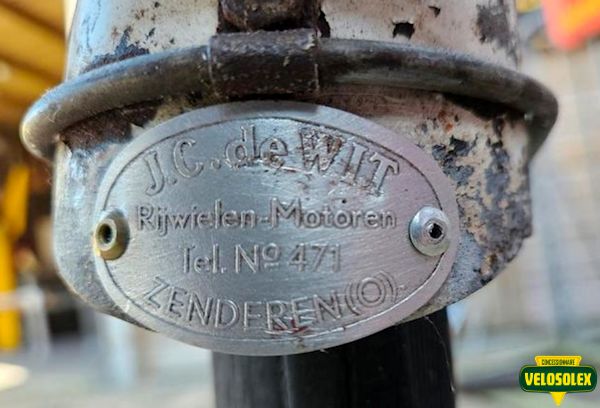 J.C. de WIT
Rijwielen-Motoren
Tel. Nº 471
ZENDEREN(O)
CONCESSIONNAIRE
VELOSOLEX